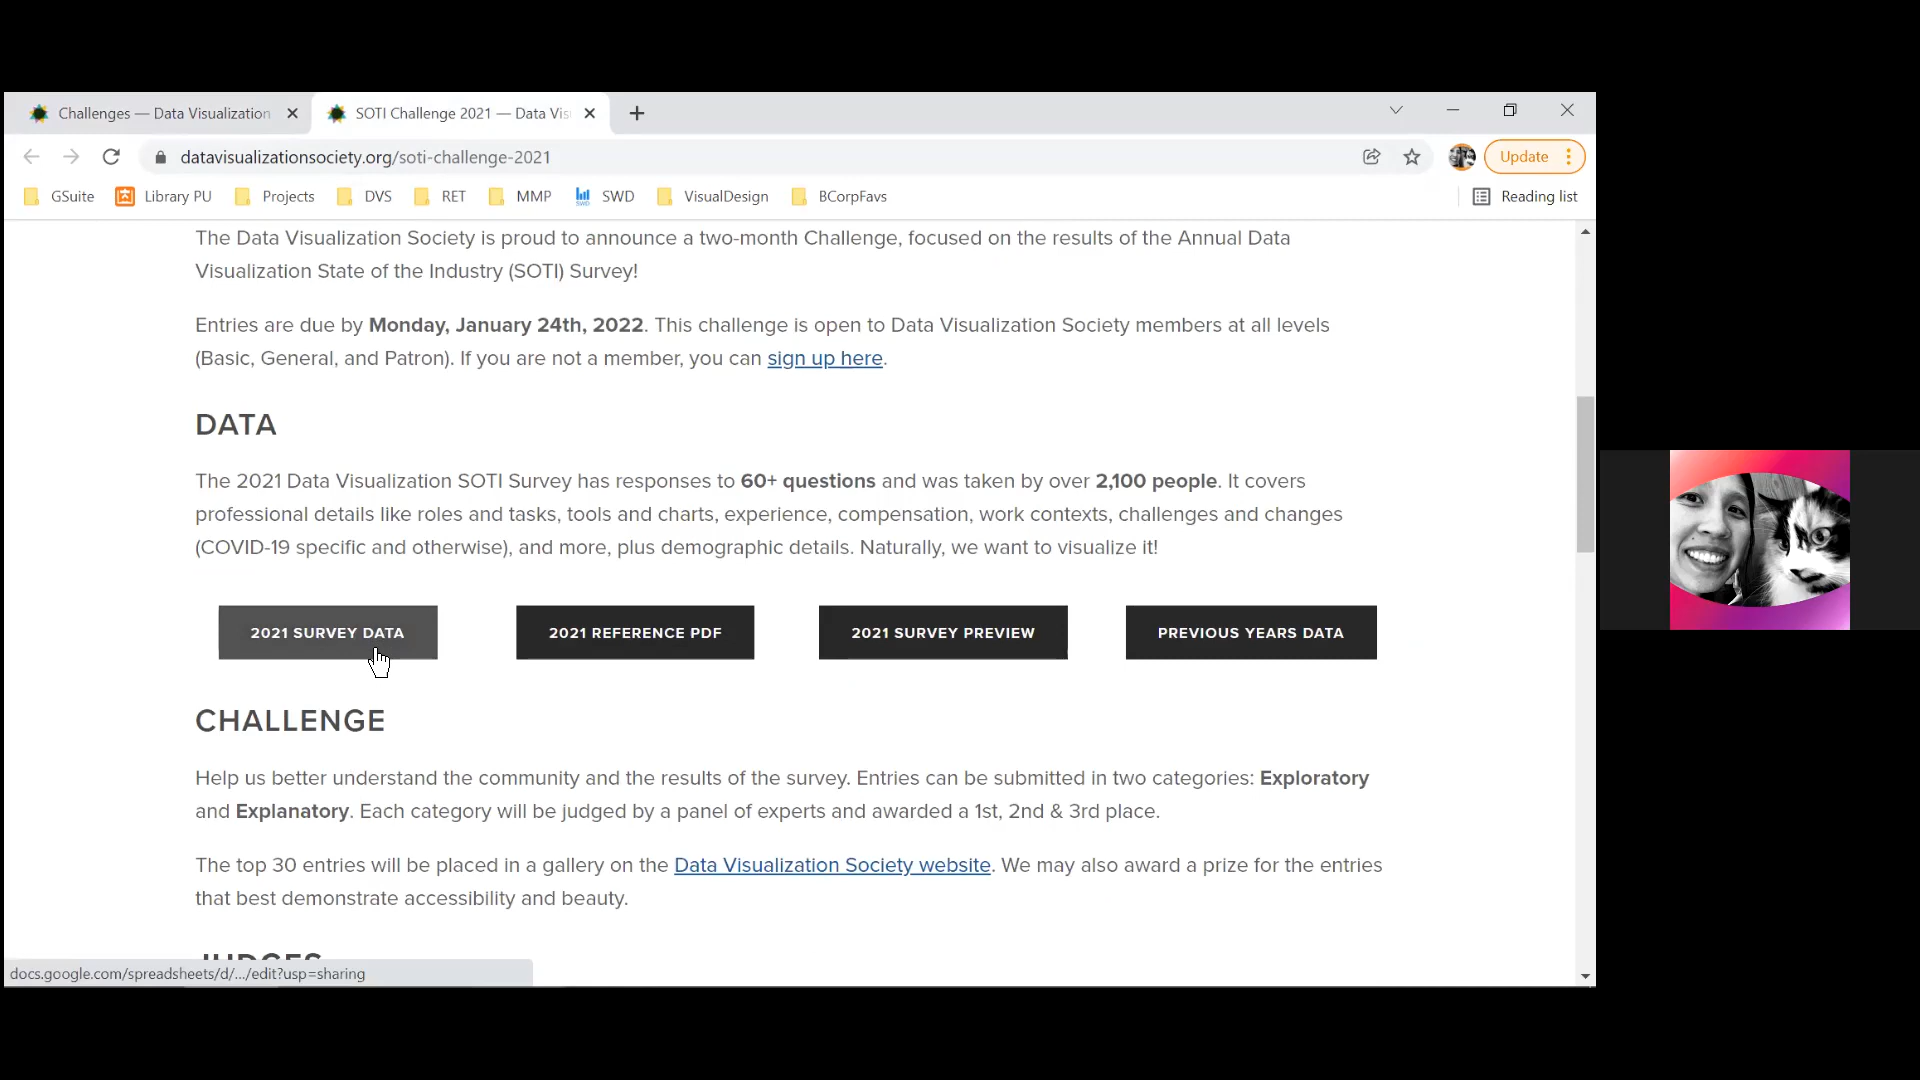 Challenges — Data Visualization
SOTI Challenge 2021 — Data Vis
datavisualizationsociety.org/soti-challenge-2021
Update
GSuite
Library PU
Projects
DVS
RET
MMP
SWD
VisualDesign
BCorpFavs
Reading list
The Data Visualization Society is proud to announce a two-month Challenge, focused on the results of the Annual Data
Visualization State of the Industry (SOTI) Survey!
Entries are due by Monday, January 24th, 2022. This challenge is open to Data Visualization Society members at all levels
(Basic, General, and Patron). If you are not a member, you can sign up here.
DATA
The 2021 Data Visualization SOTI Survey has responses to 60+ questions and was taken by over 2,100 people. It covers
professional details like roles and tasks, tools and charts, experience, compensation, work contexts, challenges and changes
(COVID-19 specific and otherwise), and more, plus demographic details. Naturally, we want to visualize it!
2021 SURVEY DATA
2021 REFERENCE PDF
2021 SURVEY PREVIEW
PREVIOUS YEARS DATA
CHALLENGE
Help us better understand the community and the results of the survey. Entries can be submitted in two categories: Exploratory
and Explanatory. Each category will be judged by a panel of experts and awarded a 1st, 2nd & 3rd place.
The top 30 entries will be placed in a gallery on the Data Visualization Society website. We may also award a prize for the entries
that best demonstrate accessibility and beauty.
JUDGES
docs.google.com/spreadsheets/d/.../edit?usp=sharing